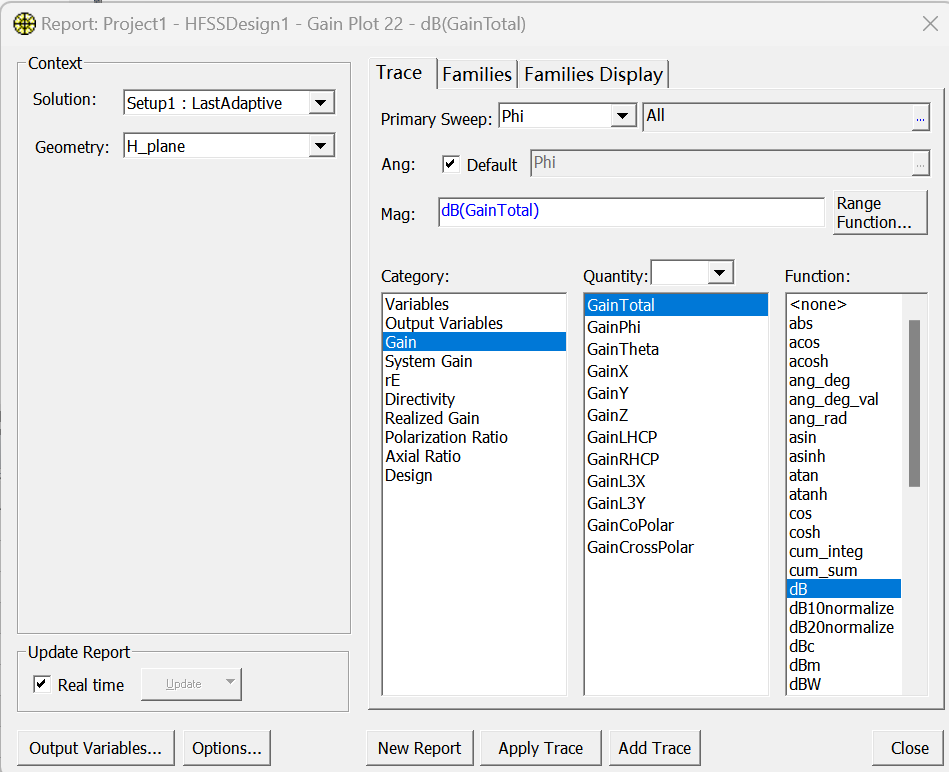 Report: Project1 - HFSSDesign1 - Gain Plot 22 - dB(GainTotal)
Context
Solution:
Setup1 : LastAdaptive
Geometry:
H_plane
Update Report
Real time
Update
Output Variables...
Options...
Trace
Families
Families Display
Primary Sweep:
Phi
All
...
Ang:
Default
Phi
...
Mag:
dB(GainTotal)
Range
Function...
Category:
Variables
Output Variables
Gain
System Gain
rE
Directivity
Realized Gain
Polarization Ratio
Axial Ratio
Design
Quantity:
GainTotal
GainPhi
GainTheta
GainX
GainY
GainZ
GainLHCP
GainRHCP
GainL3X
GainL3Y
GainCoPolar
GainCrossPolar
Function:
<none>
abs
acos
acosh
ang_deg
ang_deg_val
ang_rad
asin
asinh
atan
atanh
cos
cosh
cum_integ
cum_sum
dB
dB10normalize
dB20normalize
dBc
dBm
dBW
New Report
Apply Trace
Add Trace
Close